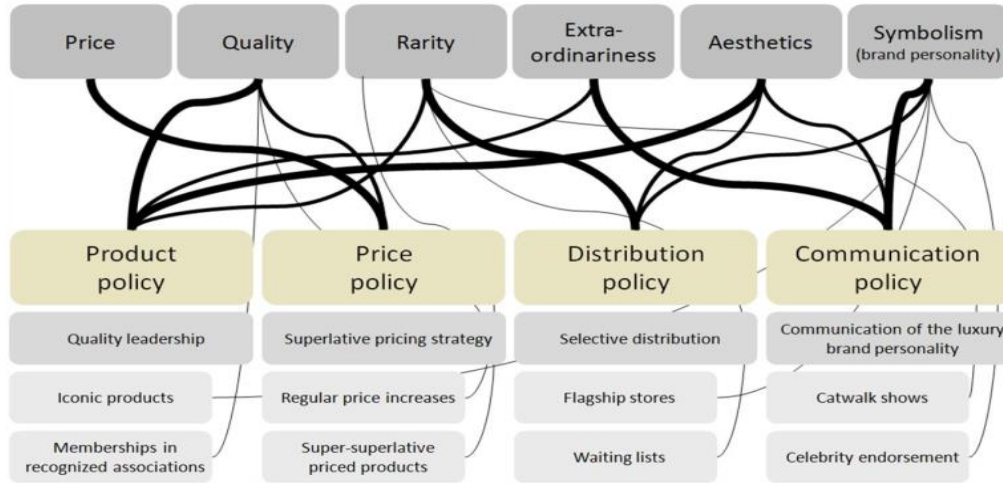 Price
Quality
Rarity
Extra-
ordinariness
Aesthetics
Symbolism
(brand personality)
Product
policy
Price
policy
Distribution
policy
Communication
policy
Quality leadership
Superlative pricing strategy
Selective distribution
Communication of the luxury
brand personality
Iconic products
Regular price increases
Flagship stores
Catwalk shows
Memberships in
recognized associations
Super-superlative
priced products
Waiting lists
Celebrity endorsement